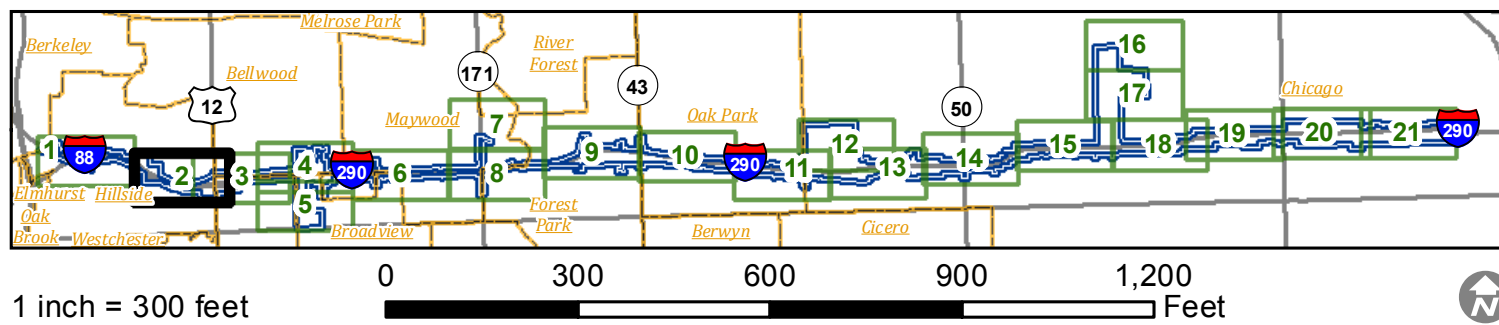 Melrose Park
Berkeley
River
Forest
Bellwood
171
43
12
50
16
17
Chicago
Maywood
7
Oak Park
1
88
2
3
4
290
6
8
9
10
290
11
12
13
14
15
18
19
20
21
290
5
Elmhurst
Hillside
Oak
Brook
Westchester
Broadview
Forest
Park
Berwyn
Cicero
0
300
600
900
1,200
1 inch = 300 feet
Feet
N